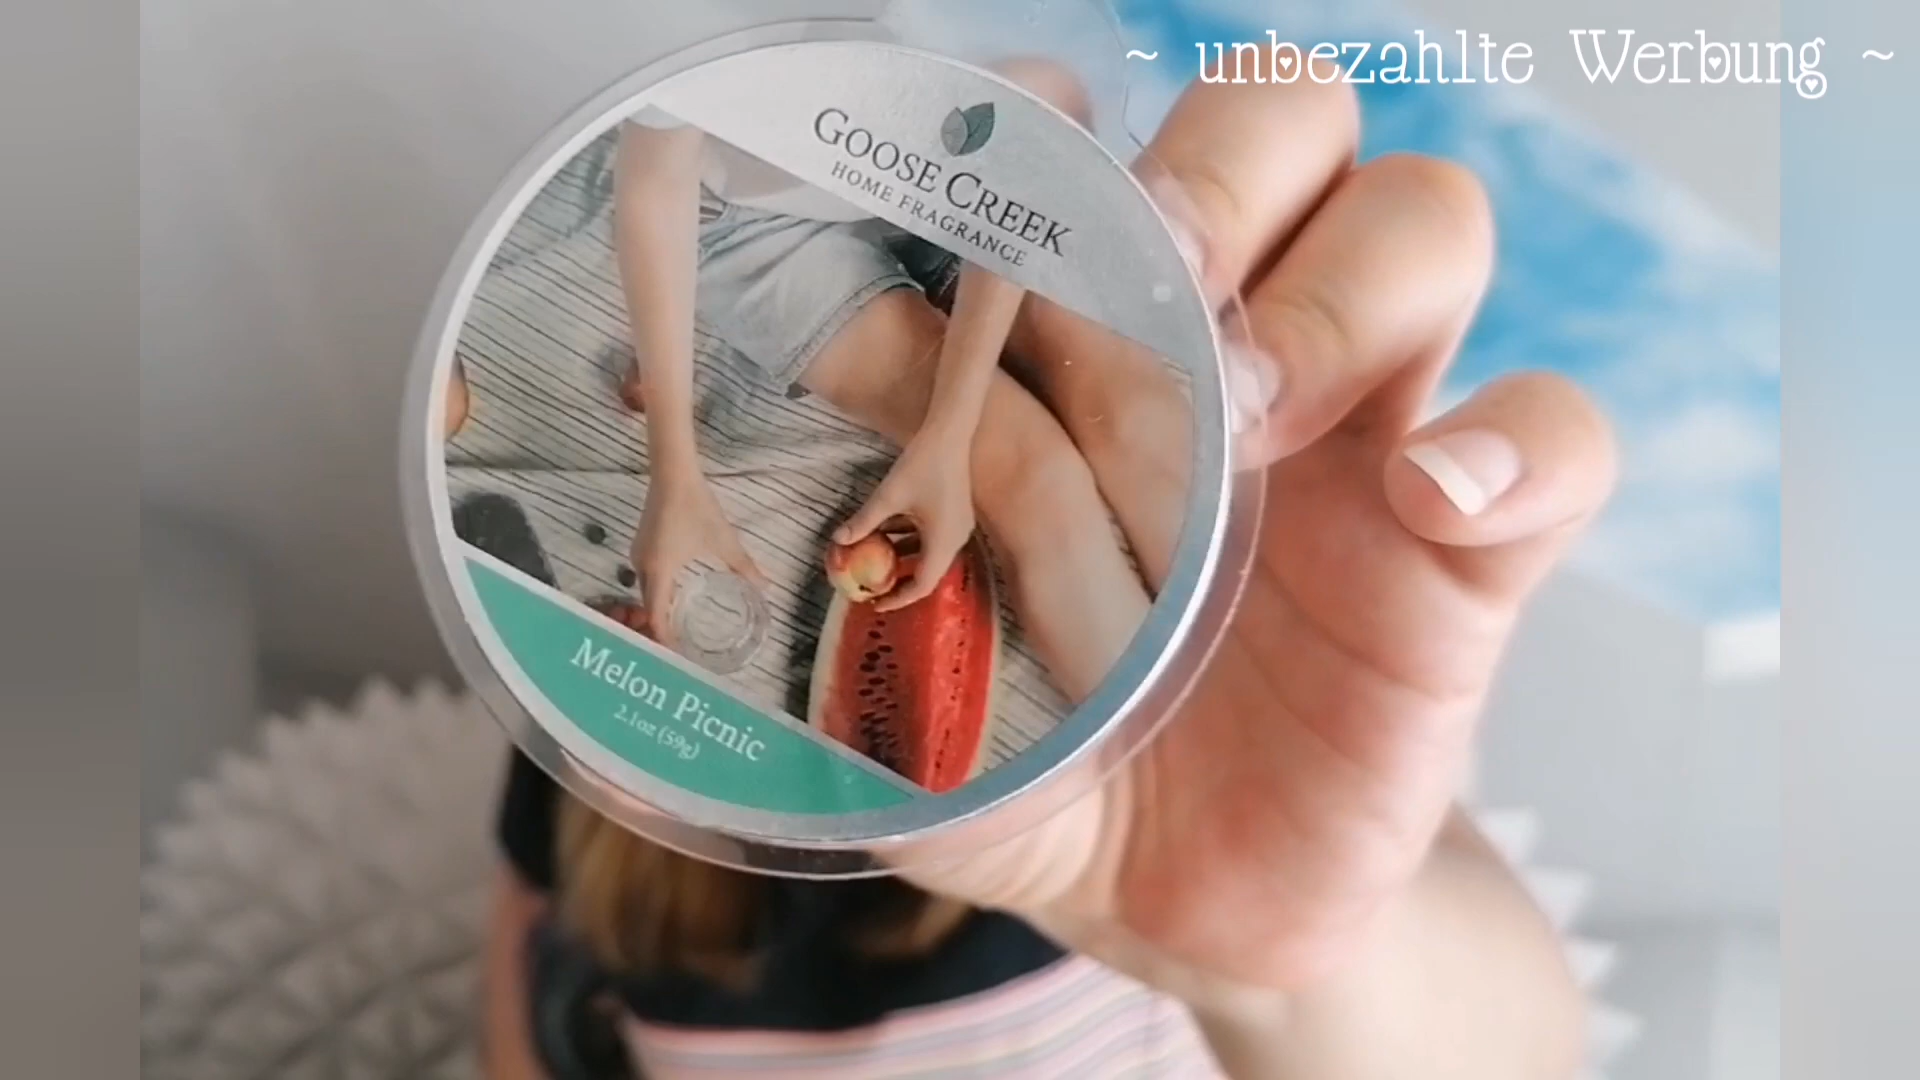 ~ unbezahlte Werbung ~
GOOSE CREEK
HOME FRAGRANCE
Melon Picnic
2.1oz (59g)